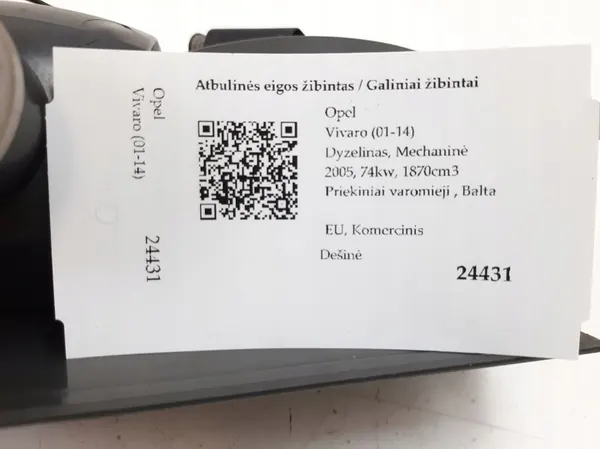 Atbulinės eigos žibintas / Galiniai žibintai
Opel
Vivaro (01-14)
Dyzelinas, Mechaninė
2005, 74kw, 1870cm3
Priekiniai varomieji , Balta
EU, Komercinis
Dešinė
24431
Opel
Vivaro (01-14)
24431